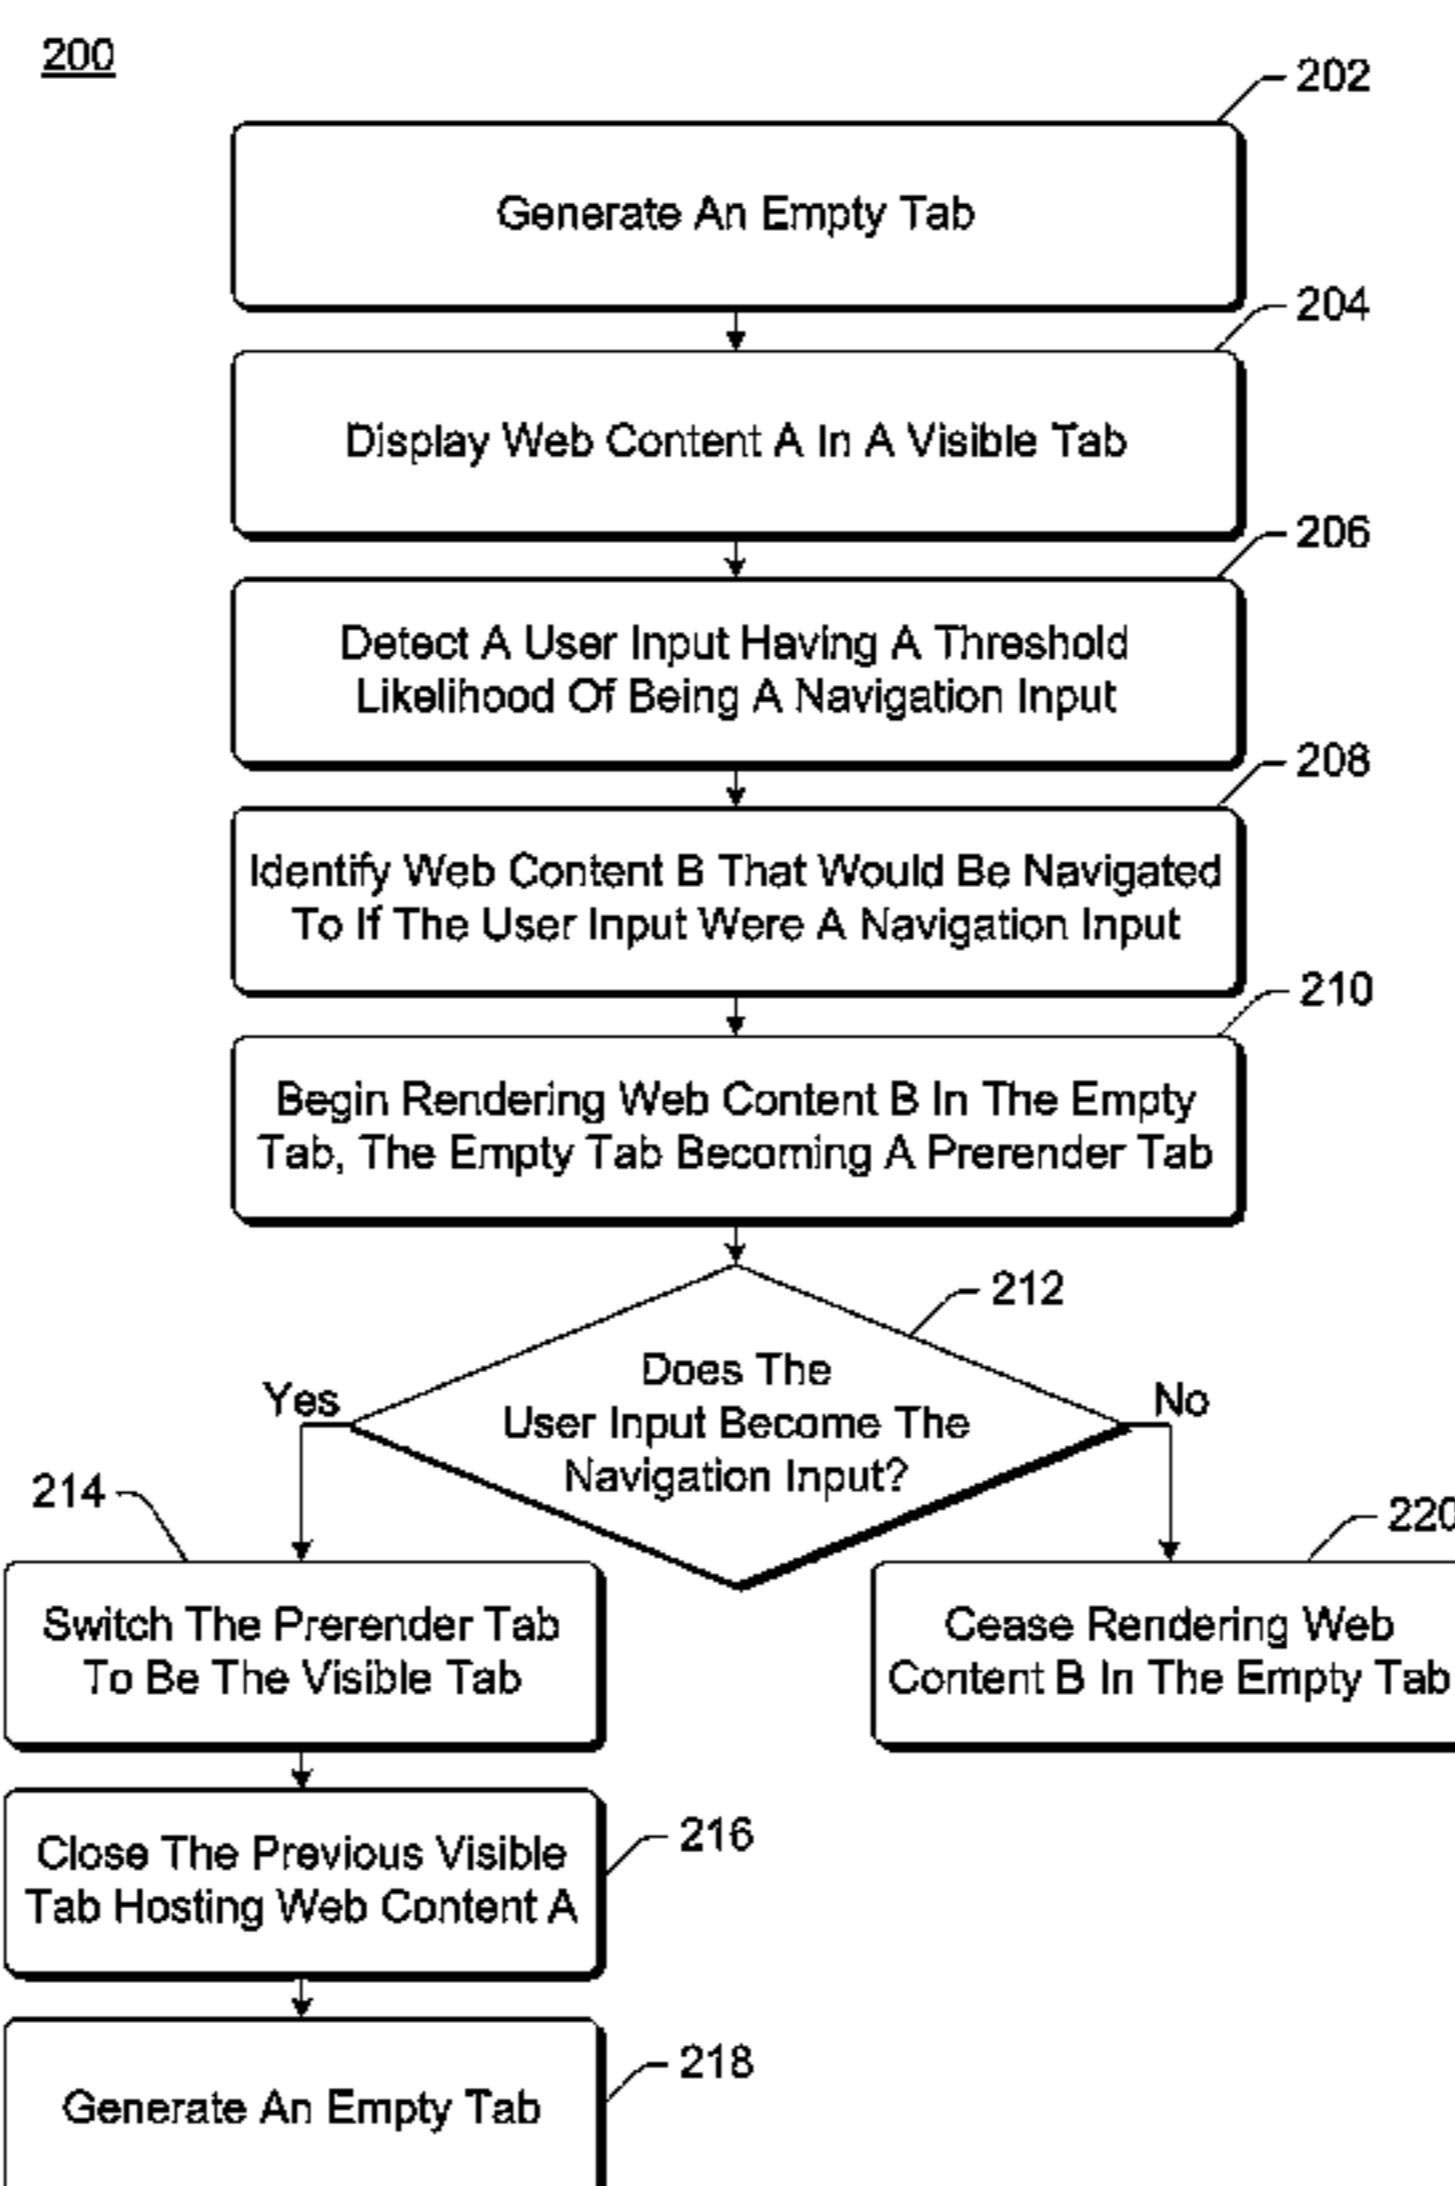 200
202
Generate An Empty Tab
204
Display Web Content A In A Visible Tab
206
Detect A User Input Having A Threshold
Likelihood Of Being A Navigation Input
208
Identify Web Content B That Would Be Navigated
To If The User Input Were A Navigation Input
210
Begin Rendering Web Content B In The Empty
Tab, The Empty Tab Becoming A Prerender Tab
212
Does The
User Input Become The
Navigation Input?
Yes
No
214
Switch The Prerender Tab
To Be The Visible Tab
220
Cease Rendering Web
Content B In The Empty Tab
216
Close The Previous Visible
Tab Hosting Web Content A
218
Generate An Empty Tab